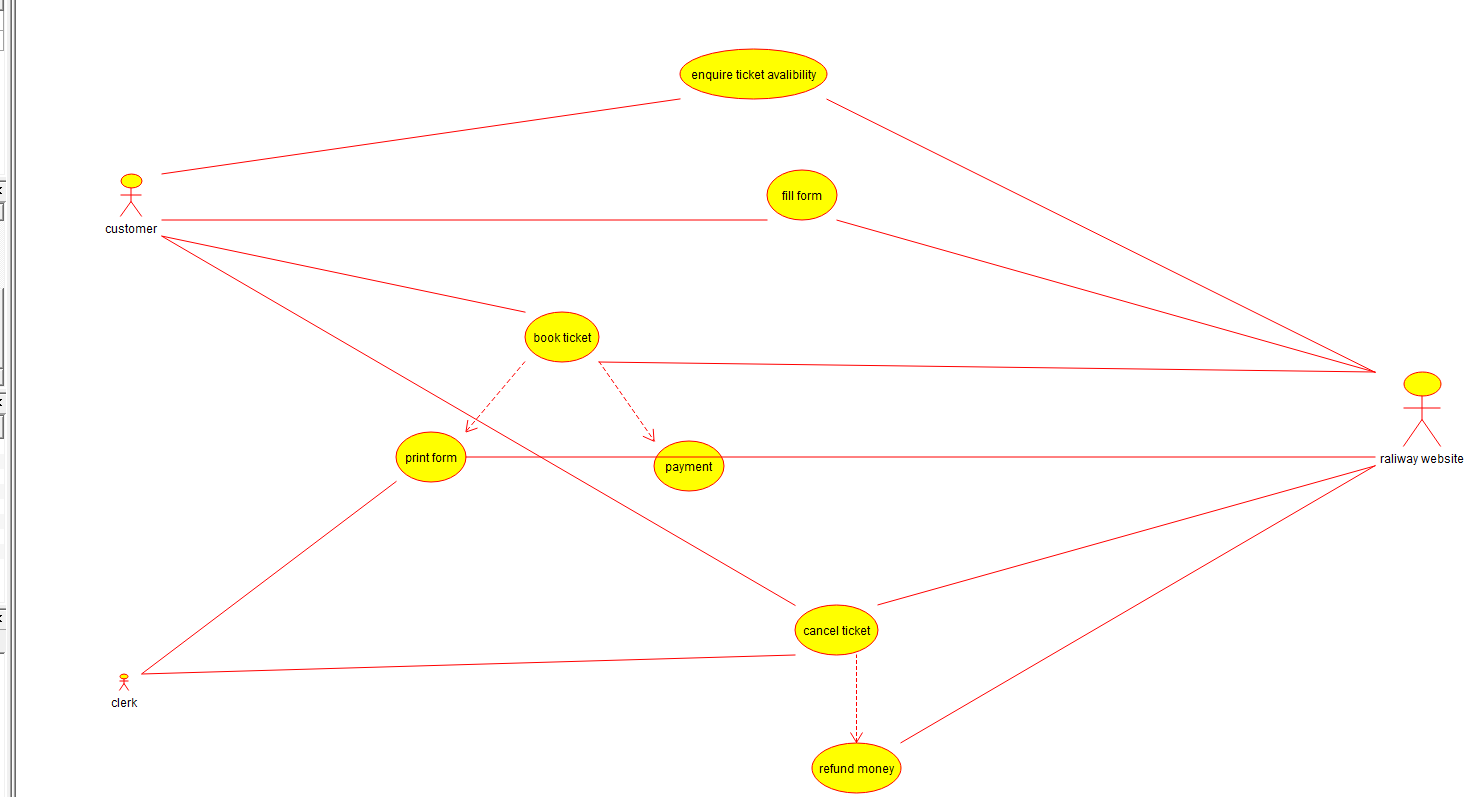 enquire ticket avalibility
fill form
customer
book ticket
print form
payment
raliway website
cancel ticket
clerk
refund money